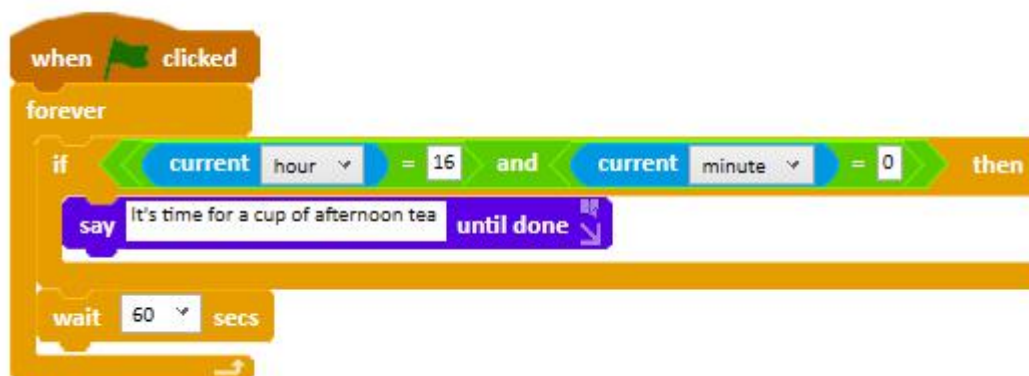 when clicked
forever
if current hour = 16 and current minute = 0 then
say It's time for a cup of afternoon tea until done
wait 60 secs